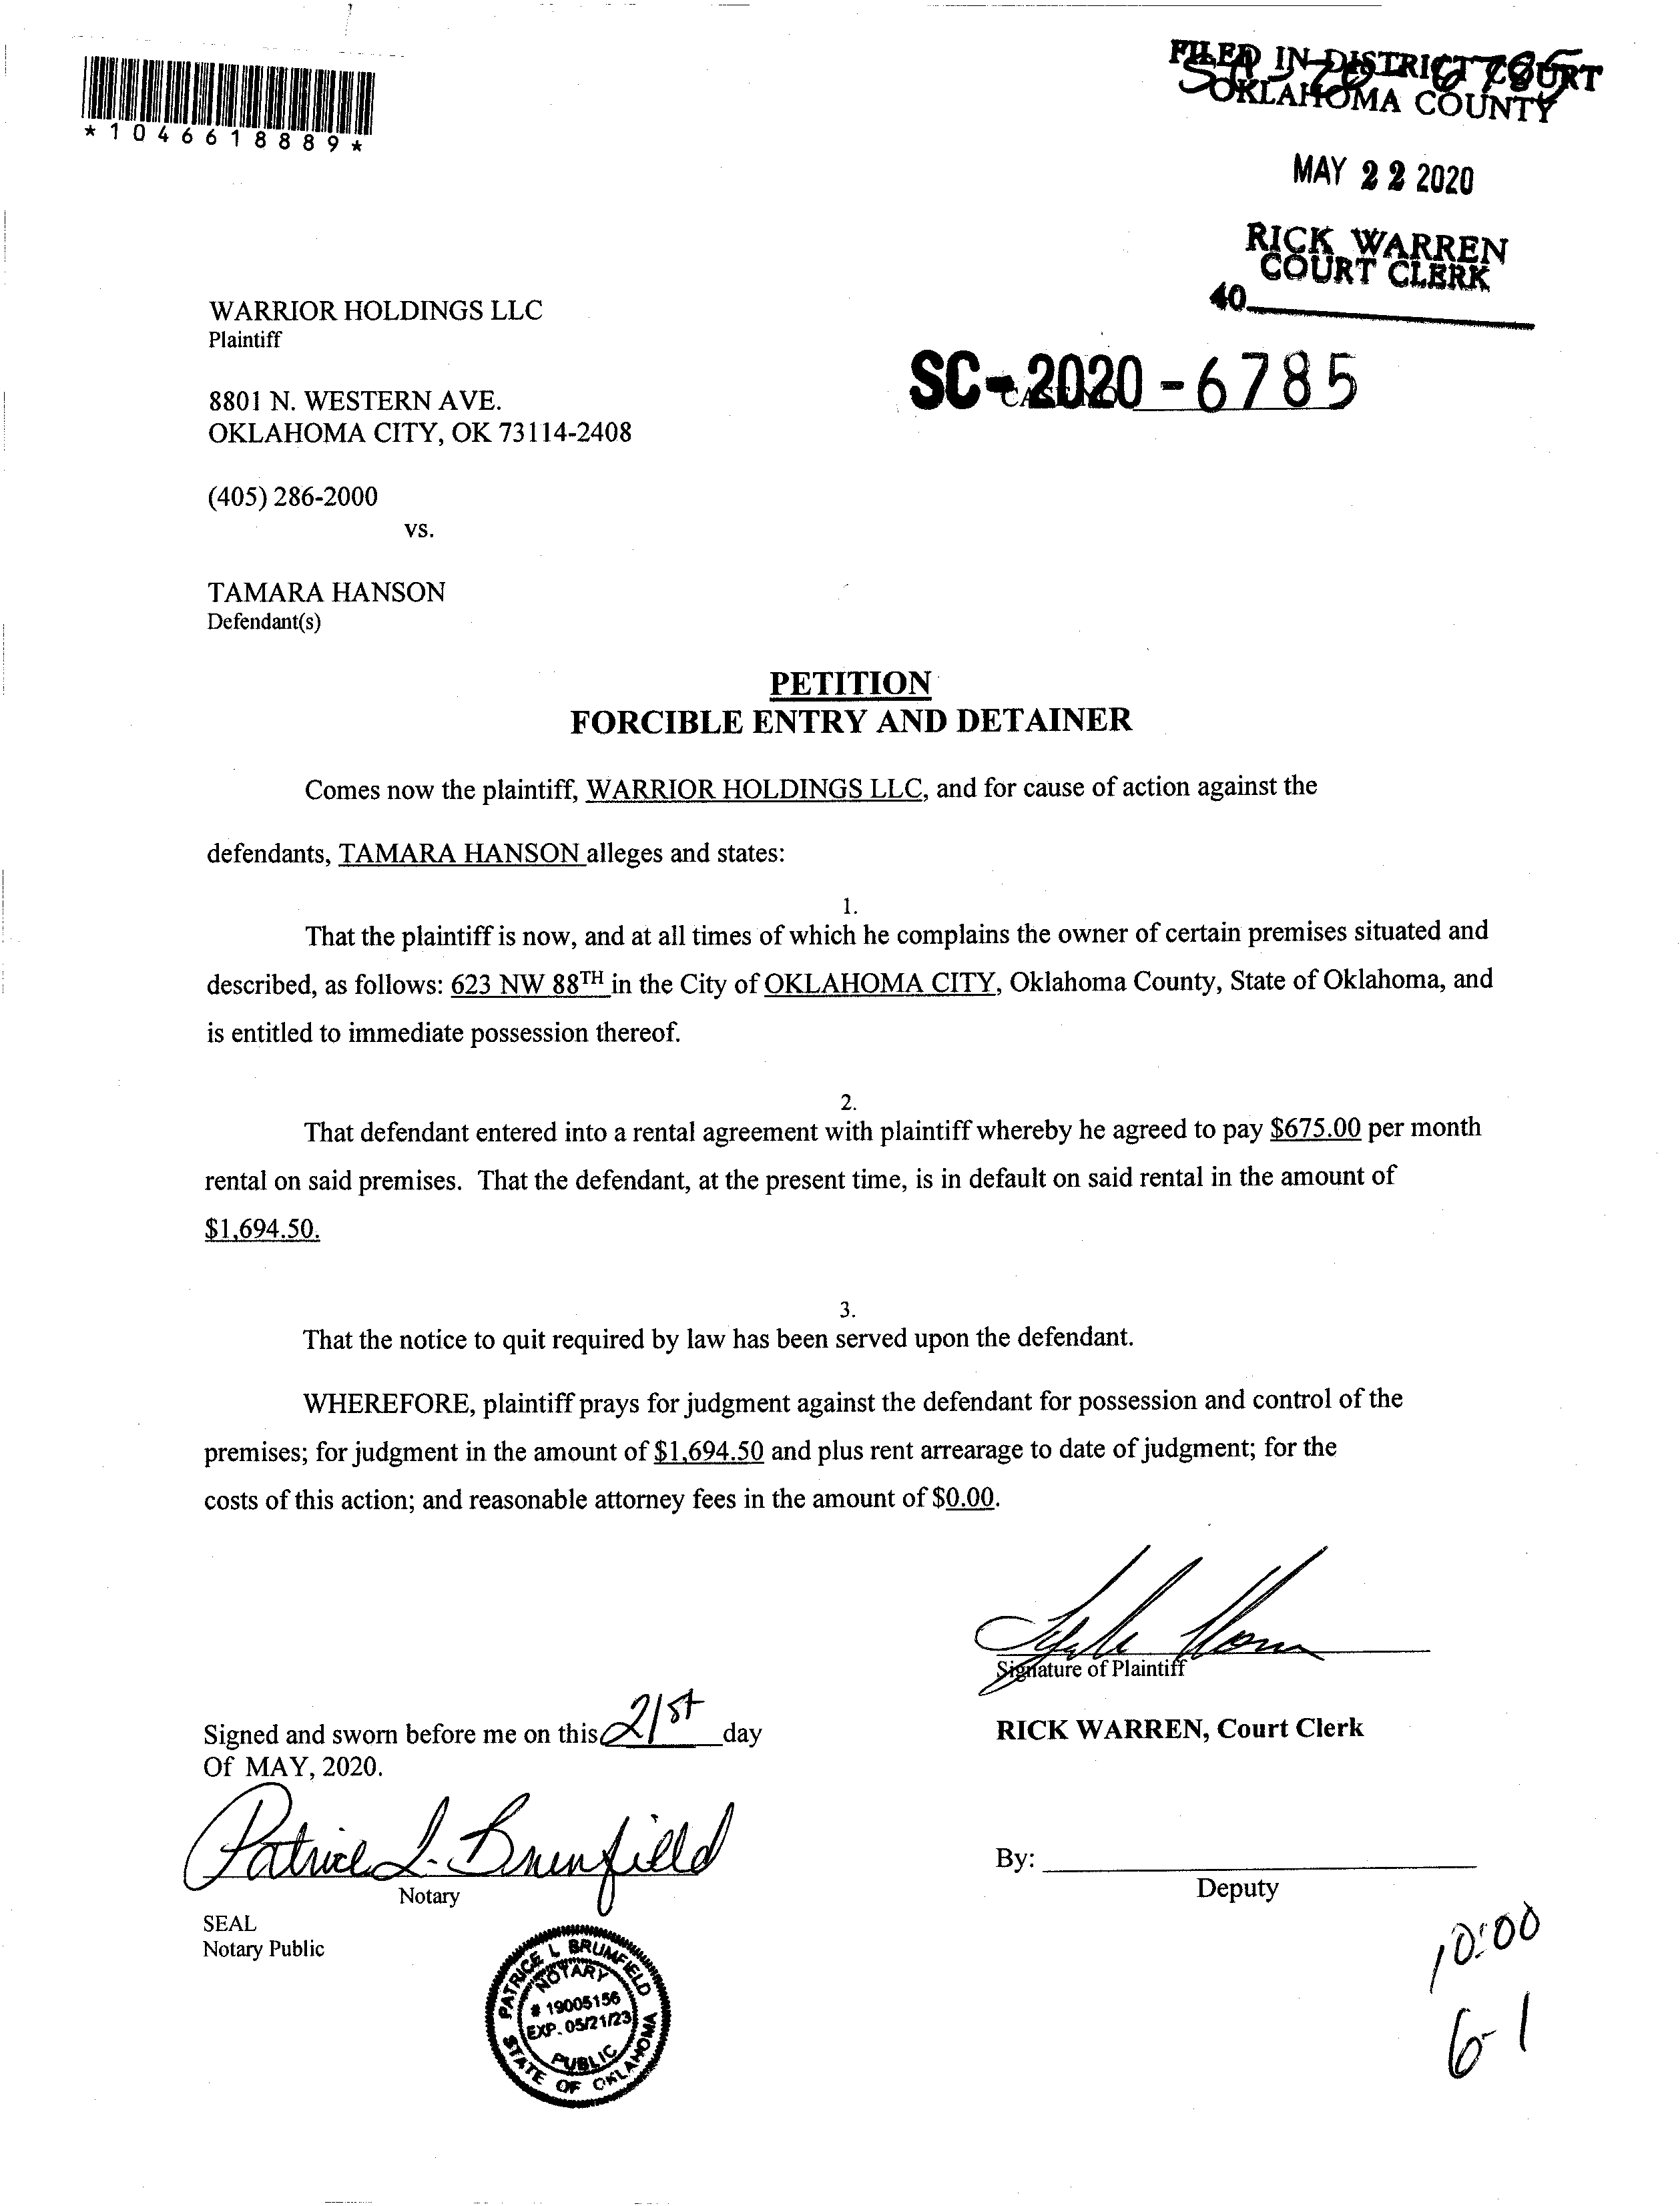 *1046618889*
FILED IN DISTRICT COURT
OKLAHOMA COUNTY
MAY 22 2020
RICK WARREN
COURT CLERK
40
WARRIOR HOLDINGS LLC
Plaintiff
SC-2020-6785
8801 N. WESTERN AVE.
OKLAHOMA CITY, OK 73114-2408
(405) 286-2000
vs.
TAMARA HANSON
Defendant(s)
PETITION
FORCIBLE ENTRY AND DETAINER
Comes now the plaintiff, WARRIOR HOLDINGS LLC, and for cause of action against the
defendants, TAMARA HANSON alleges and states:
1.
That the plaintiff is now, and at all times of which he complains the owner of certain premises situated and
described, as follows: 623 NW 88TH in the City of OKLAHOMA CITY, Oklahoma County, State of Oklahoma, and
is entitled to immediate possession thereof.
2.
That defendant entered into a rental agreement with plaintiff whereby he agreed to pay $675.00 per month
rental on said premises. That the defendant, at the present time, is in default on said rental in the amount of
$1,694.50.
3.
That the notice to quit required by law has been served upon the defendant.
WHEREFORE, plaintiff prays for judgment against the defendant for possession and control of the
premises; for judgment in the amount of $1,694.50 and plus rent arrearage to date of judgment; for the
costs of this action; and reasonable attorney fees in the amount of $0.00.
Signature of Plaintiff
Signed and sworn before me on this 21st day
Of MAY, 2020.
RICK WARREN, Court Clerk
Patrice L. Brumfield
Notary
By:
Deputy
SEAL
Notary Public
PATRICE L BRUMFIELD
NOTARY
# 19005156
EXP. 05/21/23
PUBLIC
STATE OF OKLAHOMA
10:00
6-1